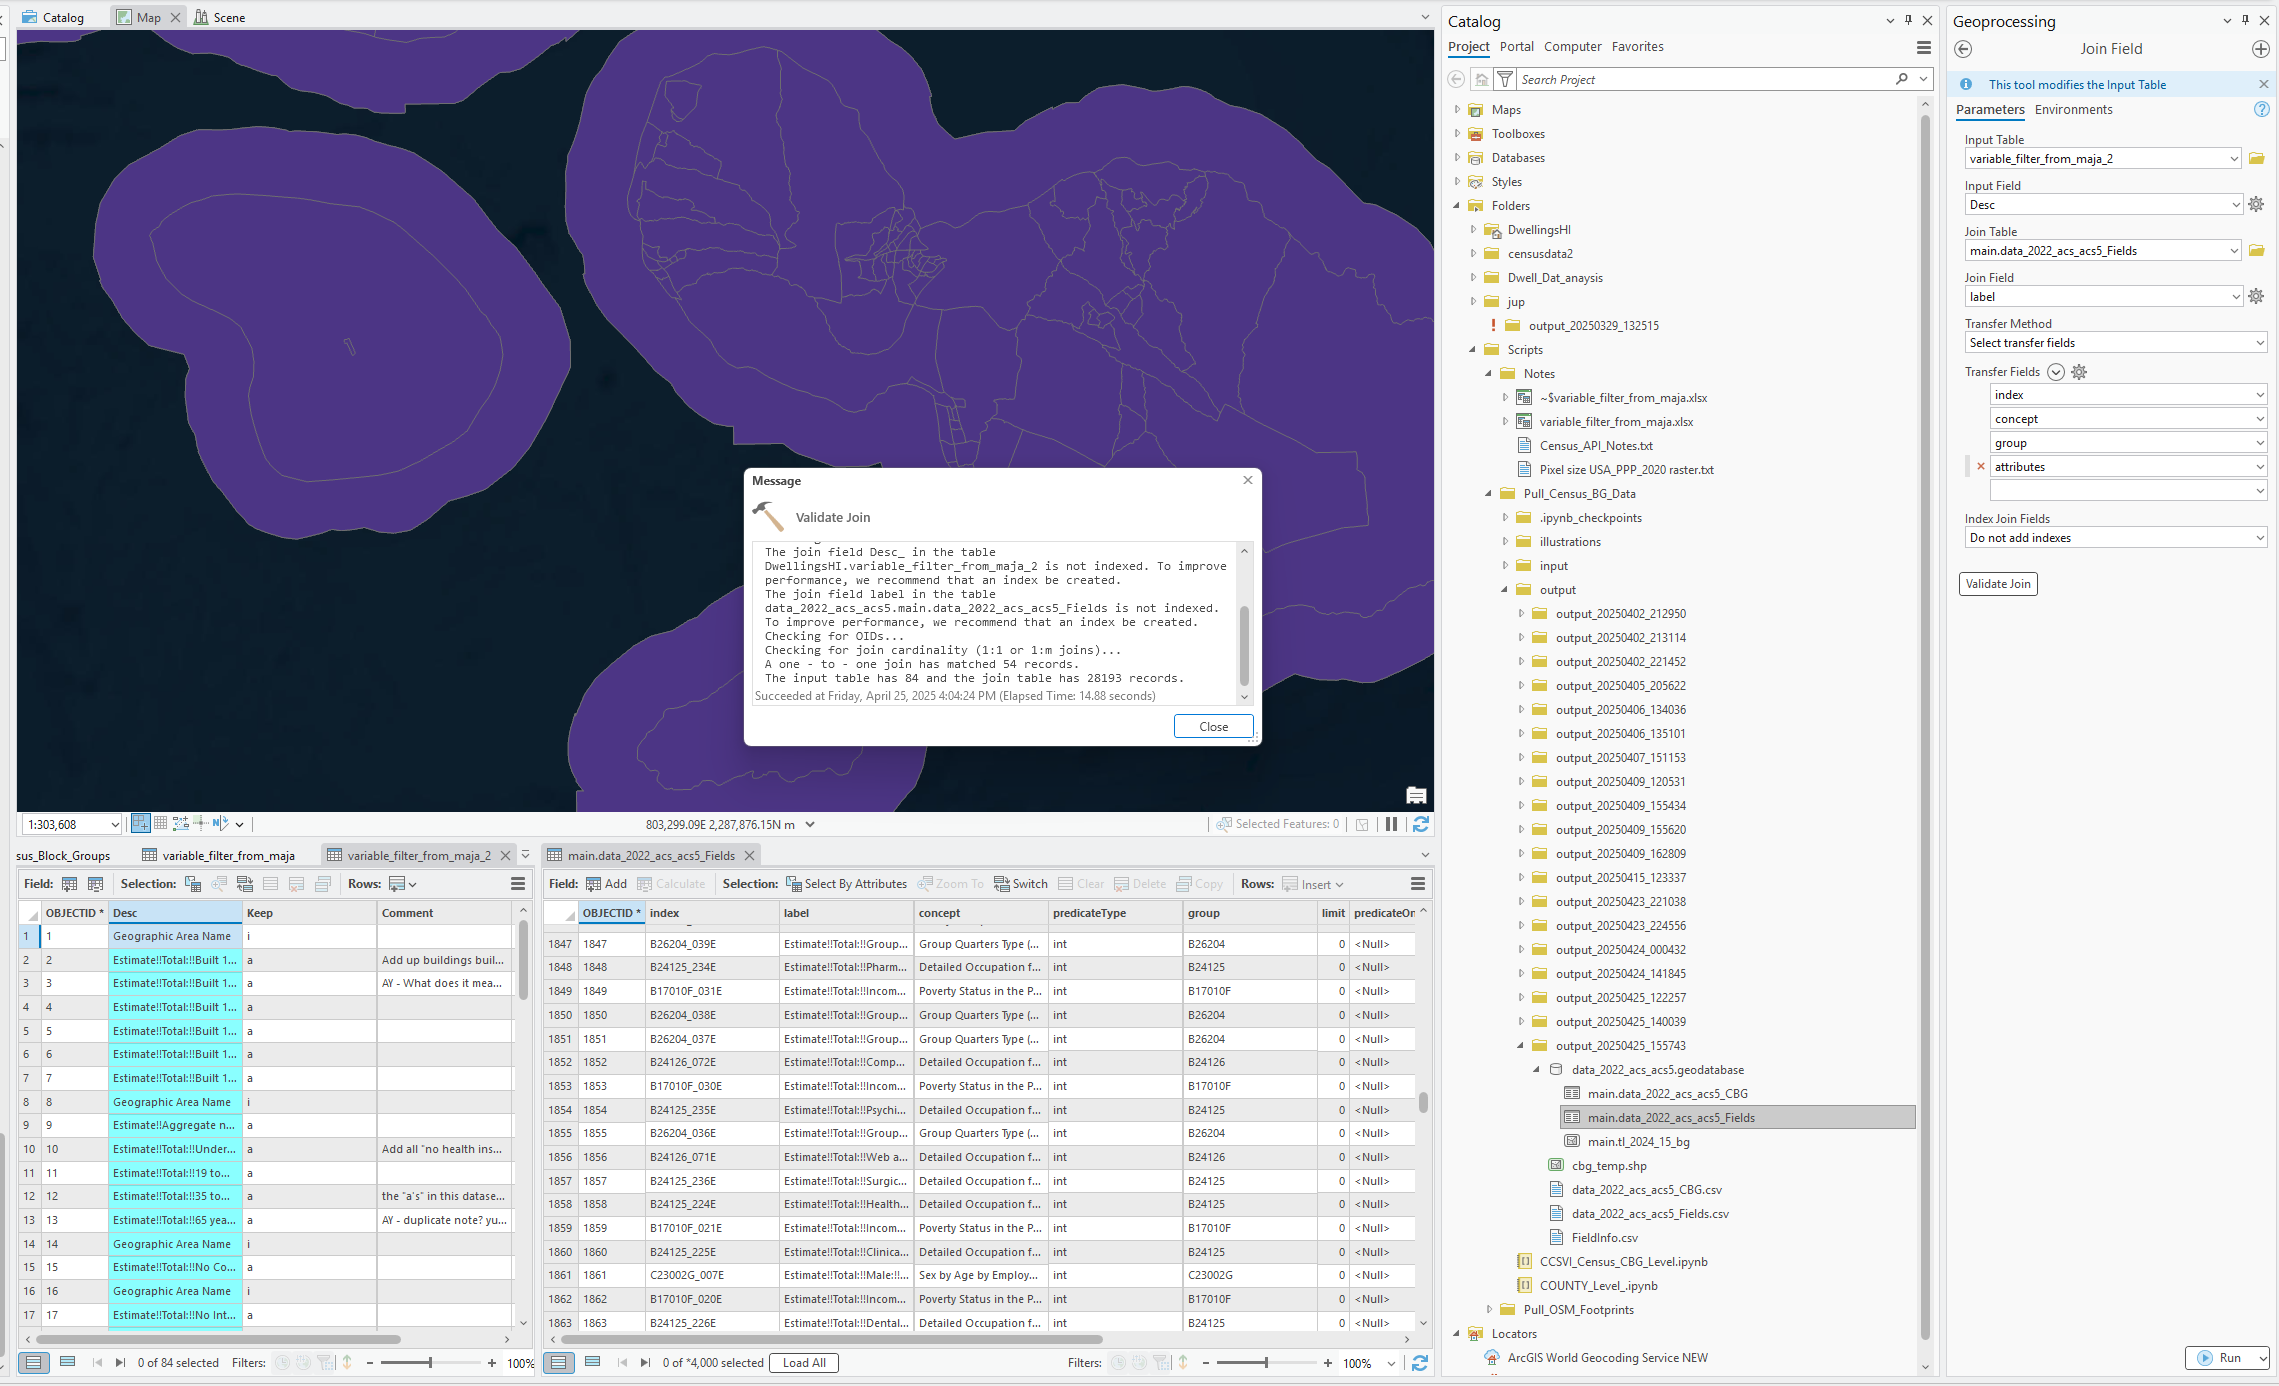 Catalog
Map
Scene
1:303,608
803,299.09E 2,287,876.15N m
Selected Features: 0
Message
Validate Join
The join field Desc_ in the table
DwellingsHI.variable_filter_from_maja_2 is not indexed. To improve
performance, we recommend that an index be created.
The join field label in the table
data_2022_acs_acs5.main.data_2022_acs_acs5_Fields is not indexed.
To improve performance, we recommend that an index be created.
Checking for OIDs...
Checking for join cardinality (1:1 or 1:m joins)...
A one - to - one join has matched 54 records.
The input table has 84 and the join table has 28193 records.
Succeeded at Friday, April 25, 2025 4:04:24 PM (Elapsed Time: 14.88 seconds)
Close
sus_Block_Groups
variable_filter_from_maja
variable_filter_from_maja_2
Field:
Selection:
Rows:
OBJECTID * Desc Keep Comment
1 1 Geographic Area Name i
2 2 Estimate!!Total:!!Built 1... a Add up buildings buil...
3 3 Estimate!!Total:!!Built 1... a AY - What does it mea...
4 4 Estimate!!Total:!!Built 1... a
5 5 Estimate!!Total:!!Built 1... a
6 6 Estimate!!Total:!!Built 1... a
7 7 Estimate!!Total:!!Built 1... a
8 8 Geographic Area Name i
9 9 Estimate!!Aggregate n... a
10 10 Estimate!!Total:!!Under... a Add all "no health ins...
11 11 Estimate!!Total:!!19 to... a
12 12 Estimate!!Total:!!35 to... a the "a's" in this datase...
13 13 Estimate!!Total:!!65 yea... a AY - duplicate note? yu...
14 14 Geographic Area Name i
15 15 Estimate!!Total:!!No Co... a
16 16 Geographic Area Name i
17 17 Estimate!!Total:!!No Int... a
0 of 84 selected
Filters:
100%
main.data_2022_acs_acs5_Fields
Field: Add Calculate
Selection: Select By Attributes Zoom To Switch Clear Delete Copy
Rows: Insert
OBJECTID * index label concept predicateType group limit predicateOn
1847 1847 B26204_039E Estimate!!Total:!!Group... Group Quarters Type (... int B26204 0 <Null>
1848 1848 B24125_234E Estimate!!Total:!!Pharm... Detailed Occupation f... int B24125 0 <Null>
1849 1849 B17010F_031E Estimate!!Total:!!Incom... Poverty Status in the P... int B17010F 0 <Null>
1850 1850 B26204_038E Estimate!!Total:!!Group... Group Quarters Type (... int B26204 0 <Null>
1851 1851 B26204_037E Estimate!!Total:!!Group... Group Quarters Type (... int B26204 0 <Null>
1852 1852 B24126_072E Estimate!!Total:!!Comp... Detailed Occupation f... int B24126 0 <Null>
1853 1853 B17010F_030E Estimate!!Total:!!Incom... Poverty Status in the P... int B17010F 0 <Null>
1854 1854 B24125_235E Estimate!!Total:!!Psychi... Detailed Occupation f... int B24125 0 <Null>
1855 1855 B26204_036E Estimate!!Total:!!Group... Group Quarters Type (... int B26204 0 <Null>
1856 1856 B24126_071E Estimate!!Total:!!Web a... Detailed Occupation f... int B24126 0 <Null>
1857 1857 B24125_236E Estimate!!Total:!!Surgic... Detailed Occupation f... int B24125 0 <Null>
1858 1858 B24125_224E Estimate!!Total:!!Health... Detailed Occupation f... int B24125 0 <Null>
1859 1859 B17010F_021E Estimate!!Total:!!Incom... Poverty Status in the P... int B17010F 0 <Null>
1860 1860 B24125_225E Estimate!!Total:!!Clinica... Detailed Occupation f... int B24125 0 <Null>
1861 1861 C23002G_007E Estimate!!Total:!!Male:!!... Sex by Age by Employ... int C23002G 0 <Null>
1862 1862 B17010F_020E Estimate!!Total:!!Incom... Poverty Status in the P... int B17010F 0 <Null>
1863 1863 B24125_226E Estimate!!Total:!!Dental... Detailed Occupation f... int B24125 0 <Null>
0 of *4,000 selected
Load All
Filters:
100%
Catalog
Project Portal Computer Favorites
Search Project
Maps
Toolboxes
Databases
Styles
Folders
DwellingsHI
censusdata2
Dwell_Dat_anaysis
jup
output_20250329_132515
Scripts
Notes
~$variable_filter_from_maja.xlsx
variable_filter_from_maja.xlsx
Census_API_Notes.txt
Pixel size USA_PPP_2020 raster.txt
Pull_Census_BG_Data
.ipynb_checkpoints
illustrations
input
output
output_20250402_212950
output_20250402_213114
output_20250402_221452
output_20250405_205622
output_20250406_134036
output_20250406_135101
output_20250407_151153
output_20250409_120531
output_20250409_155434
output_20250409_155620
output_20250409_162809
output_20250415_123337
output_20250423_221038
output_20250423_224556
output_20250424_000432
output_20250424_141845
output_20250425_122257
output_20250425_140039
output_20250425_155743
data_2022_acs_acs5.geodatabase
main.data_2022_acs_acs5_CBG
main.data_2022_acs_acs5_Fields
main.tl_2024_15_bg
cbg_temp.shp
data_2022_acs_acs5_CBG.csv
data_2022_acs_acs5_Fields.csv
FieldInfo.csv
CCSVI_Census_CBG_Level.ipynb
COUNTY_Level_.ipynb
Pull_OSM_Footprints
Locators
ArcGIS World Geocoding Service NEW
Geoprocessing
Join Field
This tool modifies the Input Table
Parameters Environments
Input Table
variable_filter_from_maja_2
Input Field
Desc
Join Table
main.data_2022_acs_acs5_Fields
Join Field
label
Transfer Method
Select transfer fields
Transfer Fields
index
concept
group
attributes
Index Join Fields
Do not add indexes
Validate Join
Run